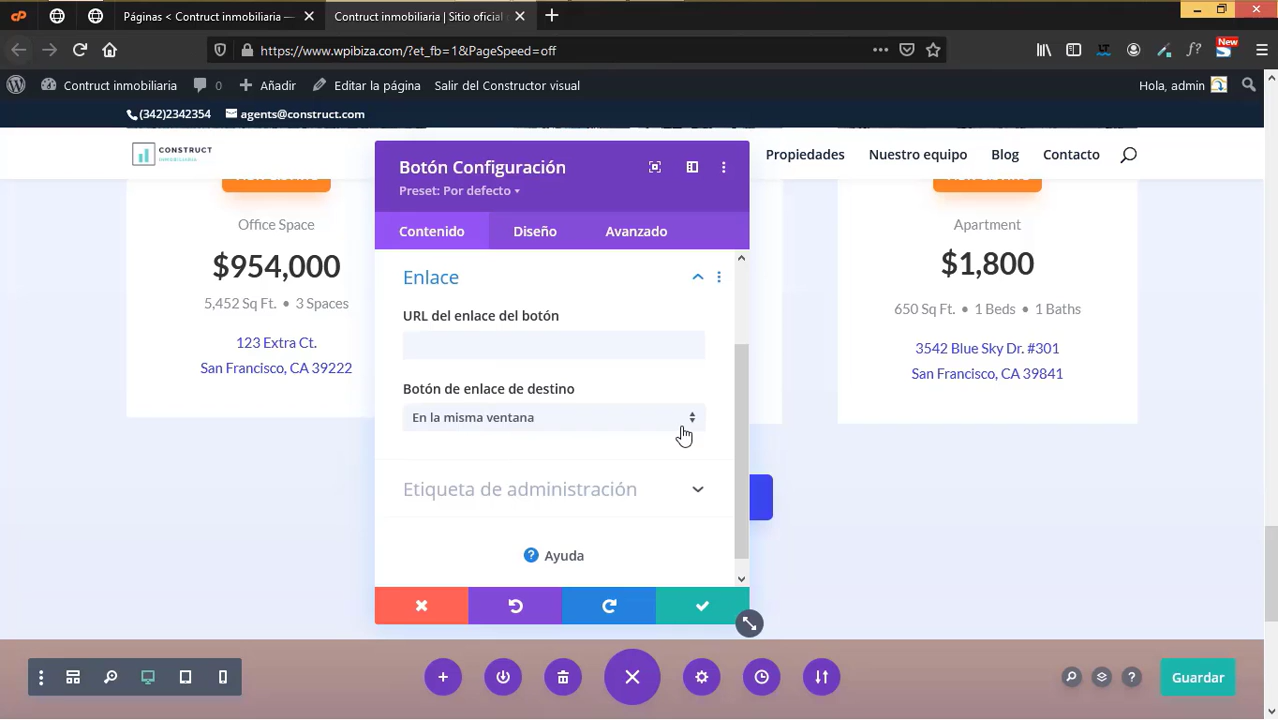 Páginas < Contruct inmobiliaria —
Contruct inmobiliaria | Sitio oficial
https://www.wpibiza.com/?et_fb=1&PageSpeed=off
New
Contruct inmobiliaria
0
Añadir
Editar la página
Salir del Constructor visual
Hola, admin
(342)2342354
agents@construct.com
CONSTRUCT
INMOBILIARIA
Propiedades
Nuestro equipo
Blog
Contacto
Botón Configuración
Preset: Por defecto
Contenido
Diseño
Avanzado
Enlace
URL del enlace del botón
Botón de enlace de destino
En la misma ventana
Etiqueta de administración
Ayuda
Office Space
$954,000
5,452 Sq Ft. • 3 Spaces
123 Extra Ct.
San Francisco, CA 39222
Apartment
$1,800
650 Sq Ft. • 1 Beds • 1 Baths
3542 Blue Sky Dr. #301
San Francisco, CA 39841
Guardar